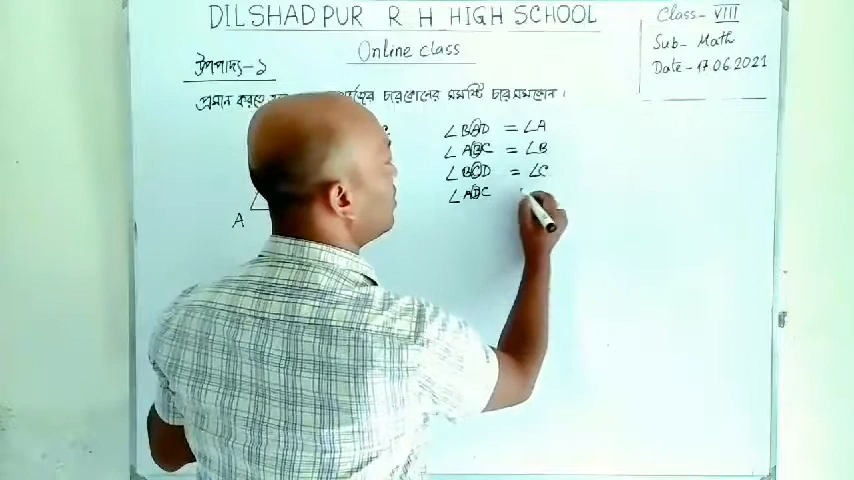 DILSHADPUR R H HIGH SCHOOL
Online class
Class- VIII
Sub- Math
Date - 17.06.2021
উপপাদ্য-১
প্রমান করতে চারকোনের সমষ্টি চার সমকোন।
∠BAD = ∠A
∠ABC = ∠B
∠BCD = ∠C
∠ADC
A